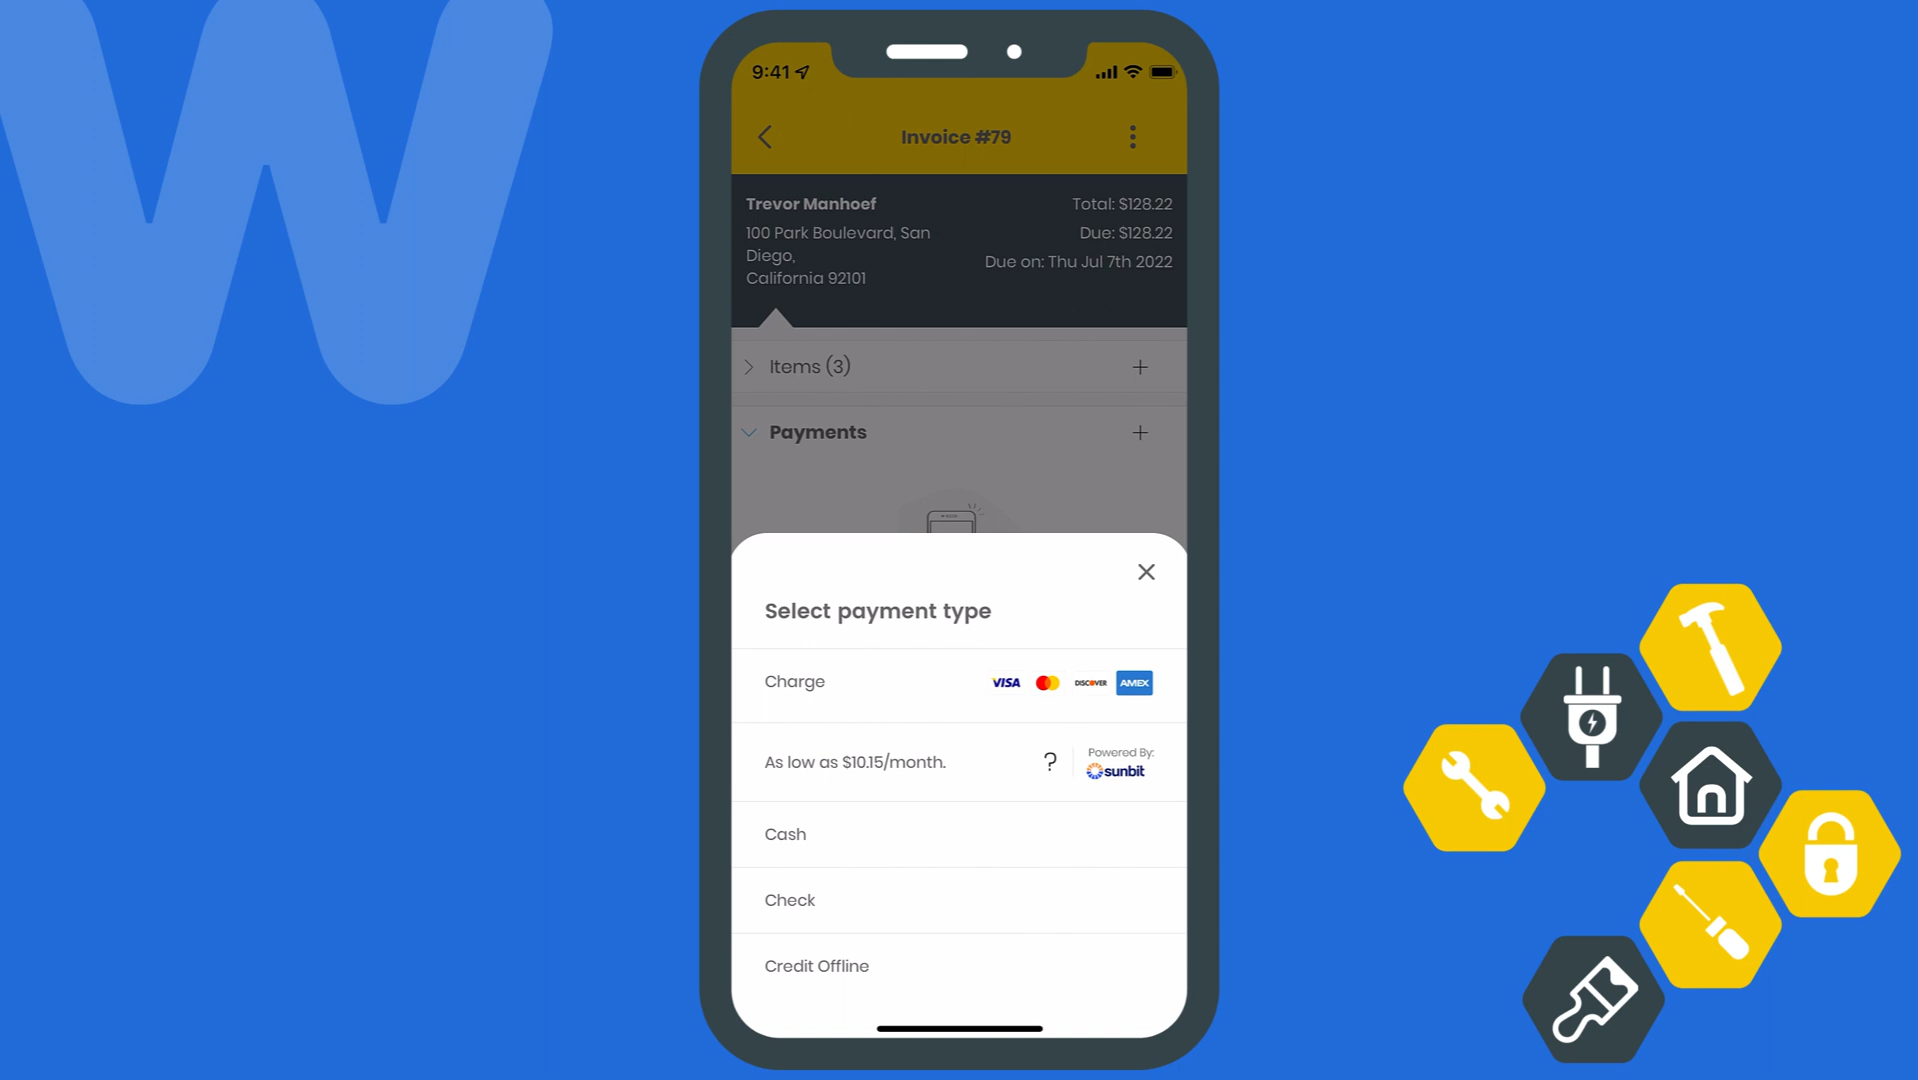 W
9:41
Invoice #79
Trevor Manhoef
Total: $128.22
100 Park Boulevard, San
Due: $128.22
Diego,
Due on: Thu Jul 7th 2022
California 92101
Items (3)
Payments
Select payment type
Charge
VISA
DISCOVER
AMEX
As low as $10.15/month.
?
Powered By:
sunbit
Cash
Check
Credit Offline